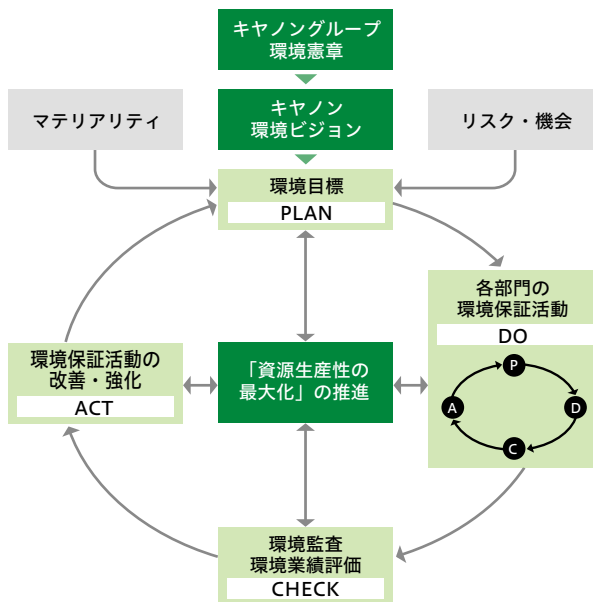 キヤノングループ
環境憲章
マテリアリティ
キヤノン
環境ビジョン
リスク・機会
環境目標
PLAN
各部門の
環境保証活動
DO
P
A
D
C
環境保証活動の
改善・強化
ACT
「資源生産性の
最大化」の推進
環境監査
環境業績評価
CHECK